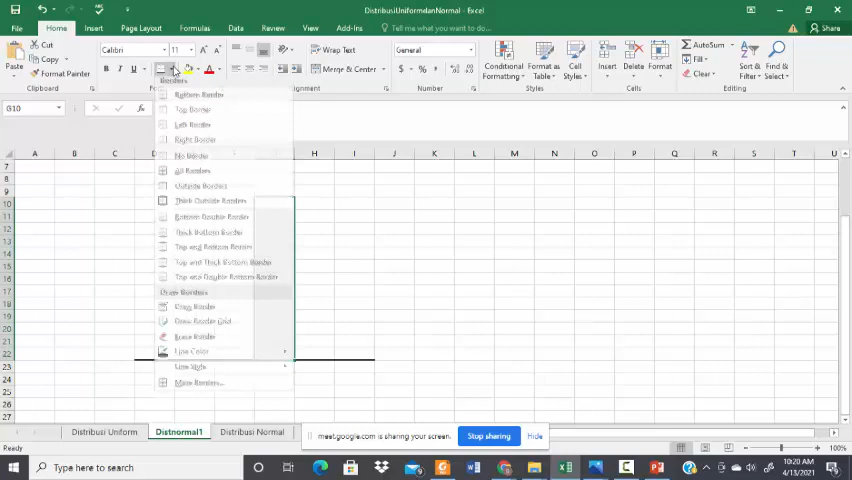 DistribusiUniformdanNormal - Excel
File Home Insert Page Layout Formulas Data Review View Add-Ins Tell me what you want to do... Share
Cut
Copy
Format Painter
Paste
Clipboard
Calibri 11
B I U
Wrap Text
Merge & Center
General
$ % ,
Number
Conditional Formatting
Format as Table
Cell Styles
Styles
Insert Delete Format
Cells
AutoSum
Fill
Clear
Sort & Filter
Find & Select
Editing
G10
fx
Borders
Bottom Border
Top Border
Left Border
Right Border
No Border
All Borders
Outside Borders
Thick Outside Borders
Bottom Double Border
Thick Bottom Border
Top and Bottom Border
Top and Thick Bottom Border
Top and Double Bottom Border
Draw Borders
Draw Border Grid
Erase Border
Line Color
Line Style
More Borders...
A B C D H I J K L M N O P Q R S T U
7
8
9
10
11
12
13
14
15
16
17
18
19
20
21
22
23
24
25
26
27
Distribusi Uniform Distnormal1 Distribusi Normal
meet.google.com is sharing your screen. Stop sharing Hide
Ready
100%
Type here to search
10:20 AM
4/13/2021